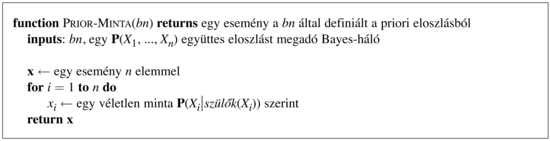 function PRIOR-MINTA(bn) returns egy esemény a bn által definiált a priori eloszlásból
inputs: bn, egy P(X₁, ..., Xₙ) együttes eloszlást megadó Bayes-háló
x ← egy esemény n elemmel
for i = 1 to n do
xᵢ ← egy véletlen minta P(Xᵢ|szülők(Xᵢ)) szerint
return x